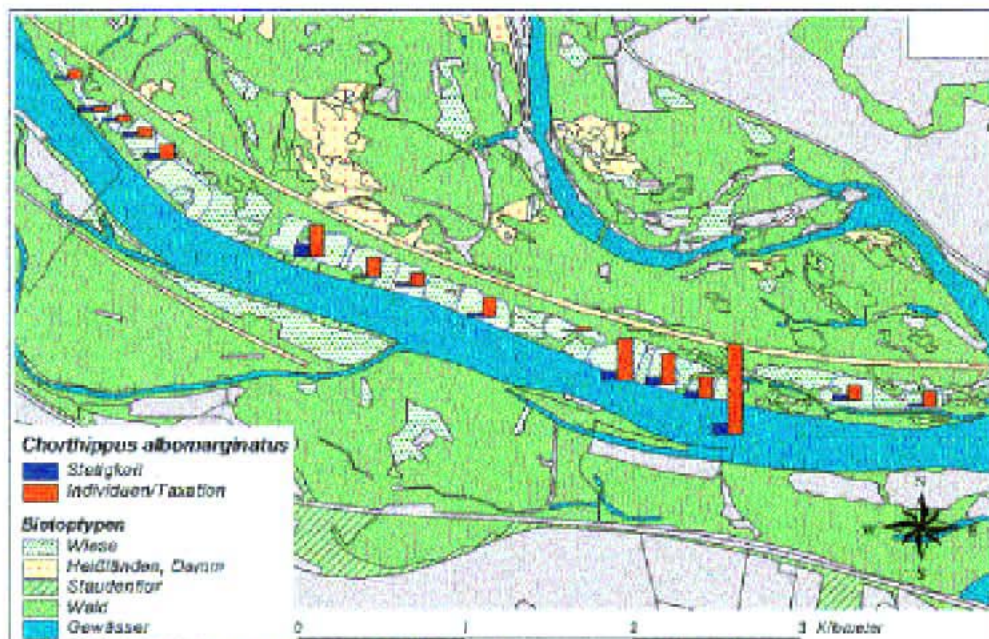 Chorthippus albomarginatus
Stetigkeit
Individuen/Taxation
Biotoptypen
Wiese
Heißländen, Damm
Staudenflur
Wald
Gewässer
0 1 2 3 Kilometer
N
W E
S